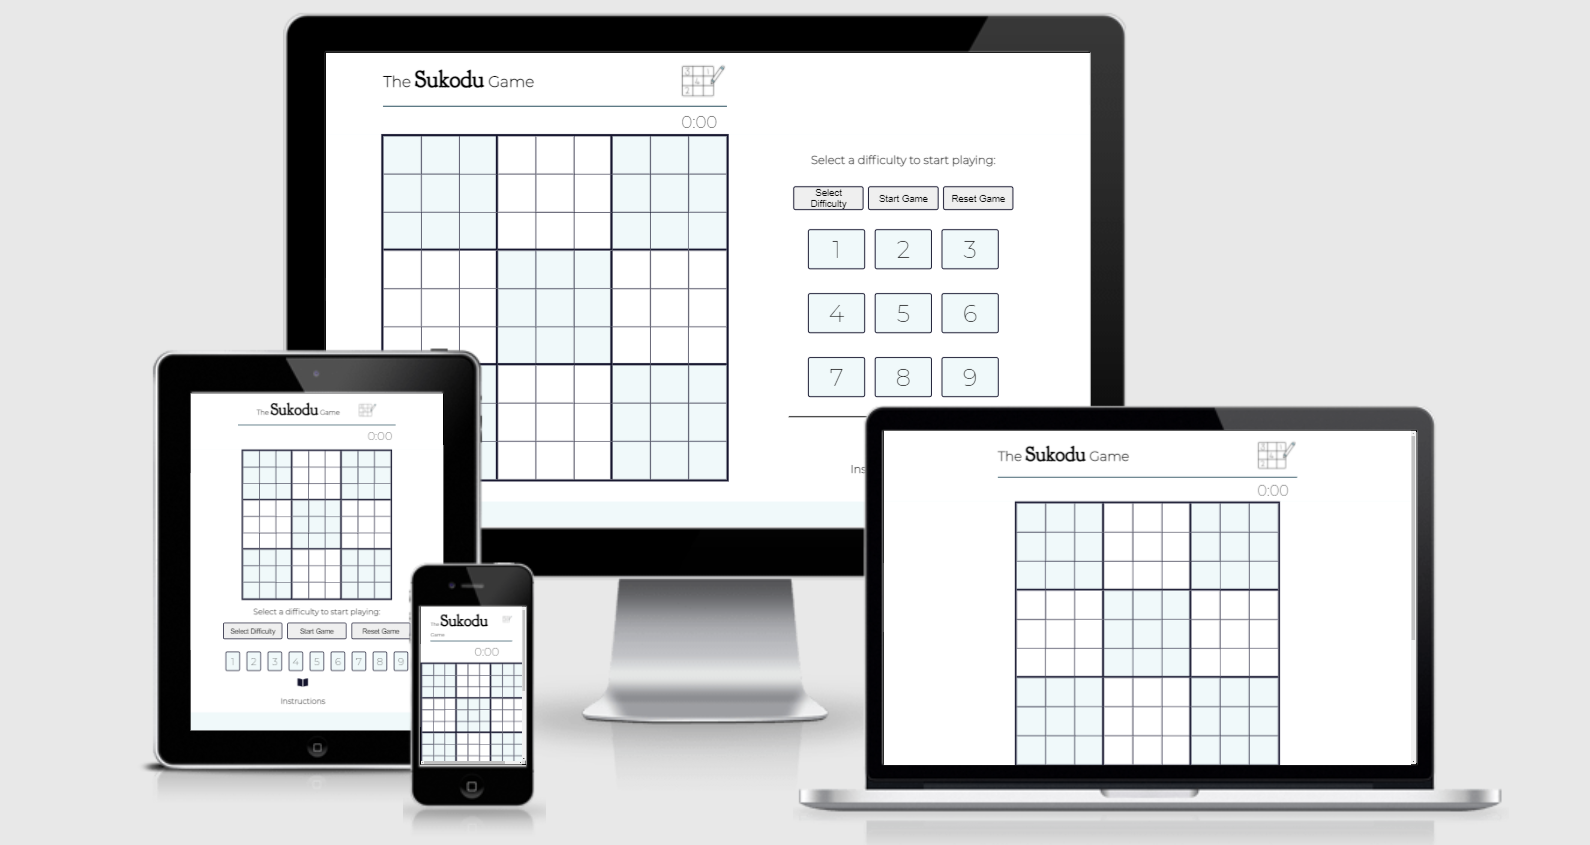 The Sukodu Game
0:00
Select a difficulty to start playing:
Select
Difficulty
Start Game
Reset Game
1 2 3
4 5 6
7 8 9
Ins
The Sukodu Game
0:00
Select a difficulty to start playing:
Select Difficulty
Start Game
Reset Game
1 2 3 4 5 6 7 8 9
Instructions
The Sukodu
Game
0:00
The Sukodu Game
0:00